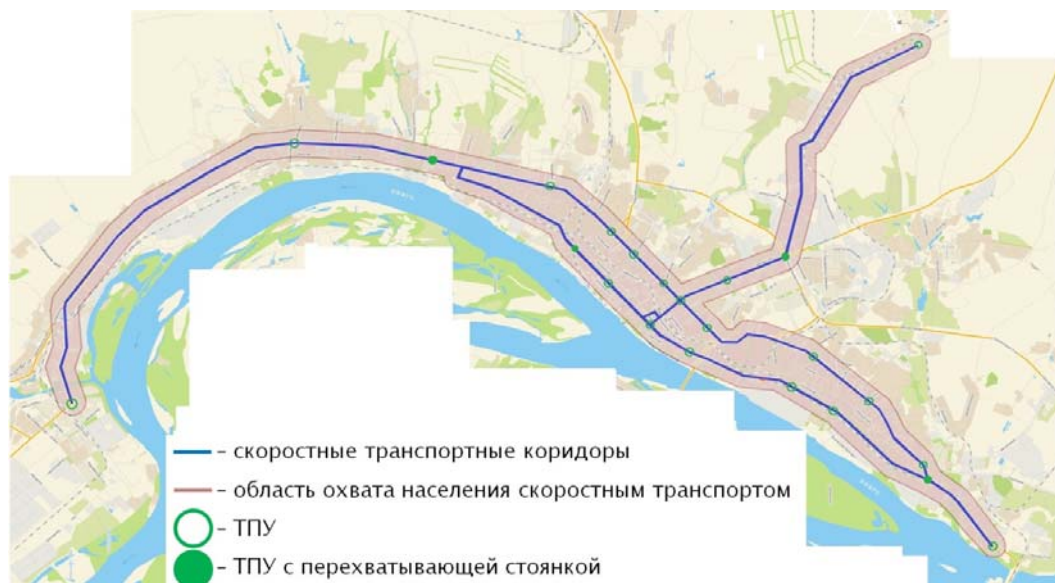 – скоростные транспортные коридоры
– область охвата населения скоростным транспортом
– ТПУ
– ТПУ с перехватывающей стоянкой